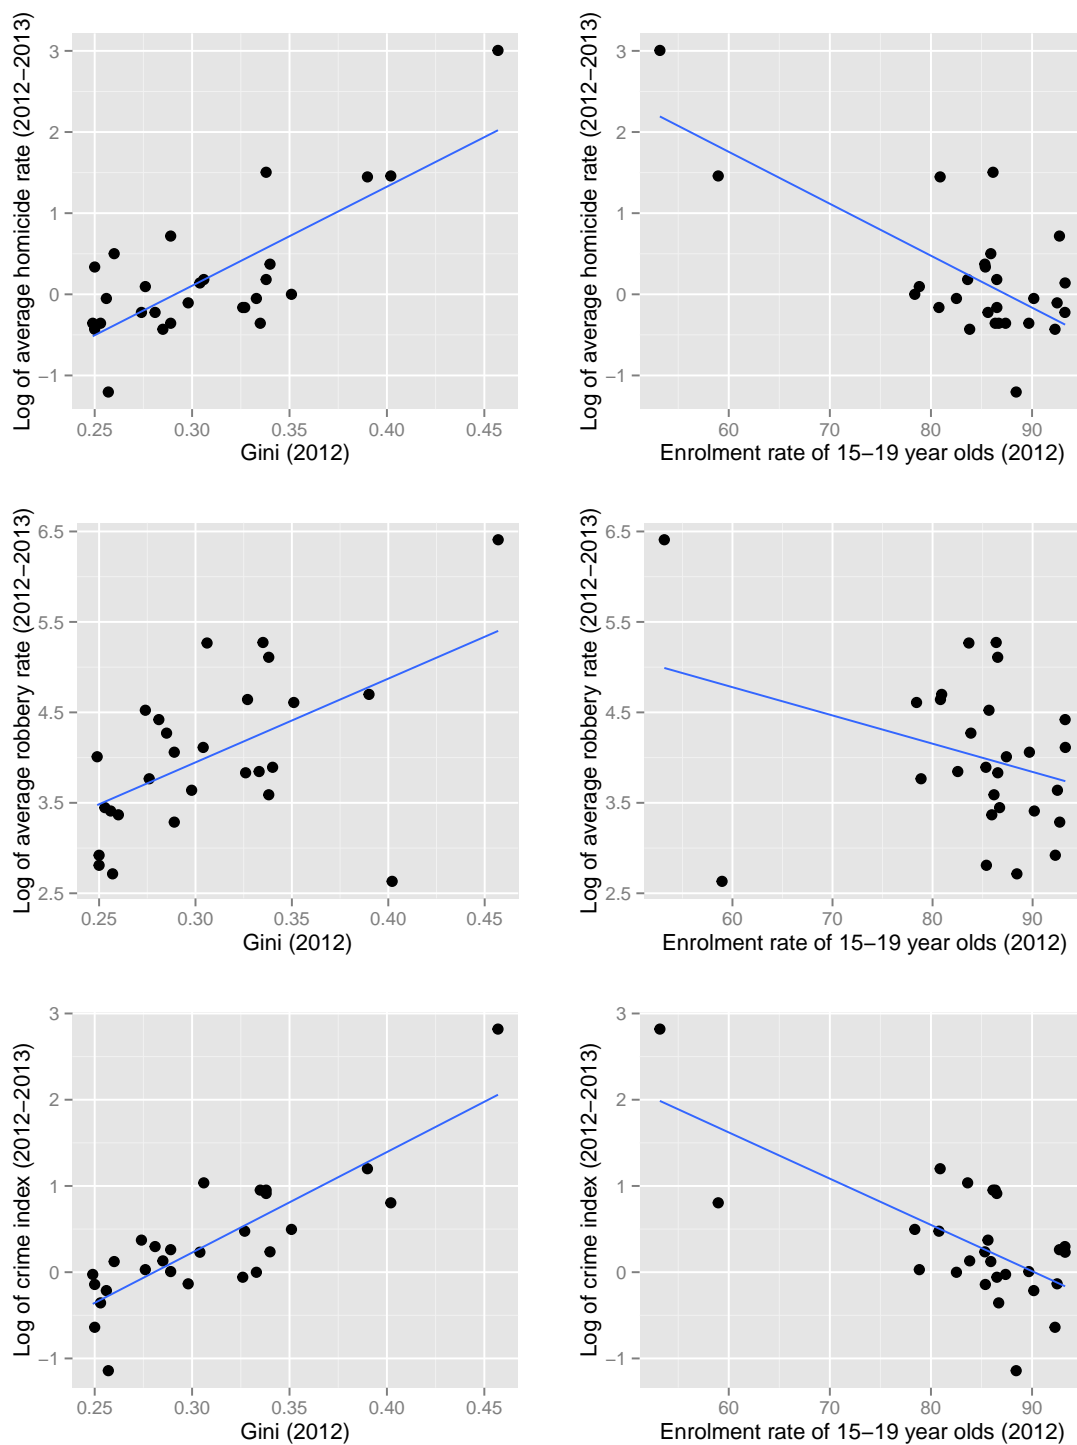 Log of average homicide rate (2012−2013)
3
2
1
0
−1
0.25 0.30 0.35 0.40 0.45
Gini (2012)
Log of average homicide rate (2012−2013)
3
2
1
0
−1
60 70 80 90
Enrolment rate of 15−19 year olds (2012)
Log of average robbery rate (2012−2013)
6.5
5.5
4.5
3.5
2.5
0.25 0.30 0.35 0.40 0.45
Gini (2012)
Log of average robbery rate (2012−2013)
6.5
5.5
4.5
3.5
2.5
60 70 80 90
Enrolment rate of 15−19 year olds (2012)
Log of crime index (2012−2013)
3
2
1
0
−1
0.25 0.30 0.35 0.40 0.45
Gini (2012)
Log of crime index (2012−2013)
3
2
1
0
−1
60 70 80 90
Enrolment rate of 15−19 year olds (2012)